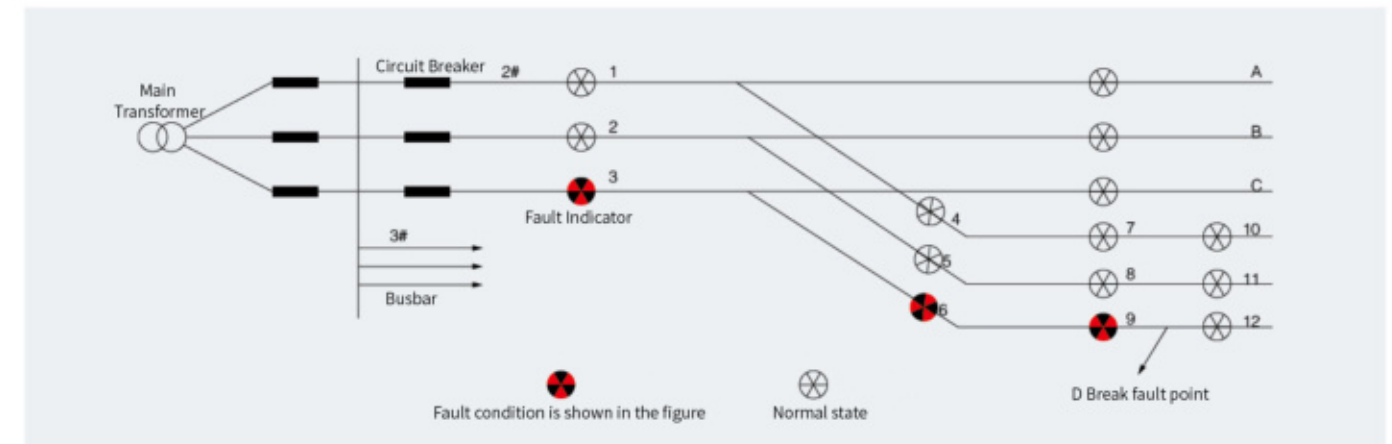 Circuit Breaker
2#
1
A
Main
Transformer
2
B
3
C
Fault Indicator
4
3#
7
10
5
Busbar
8
11
6
9
12
D Break fault point
Fault condition is shown in the figure
Normal state